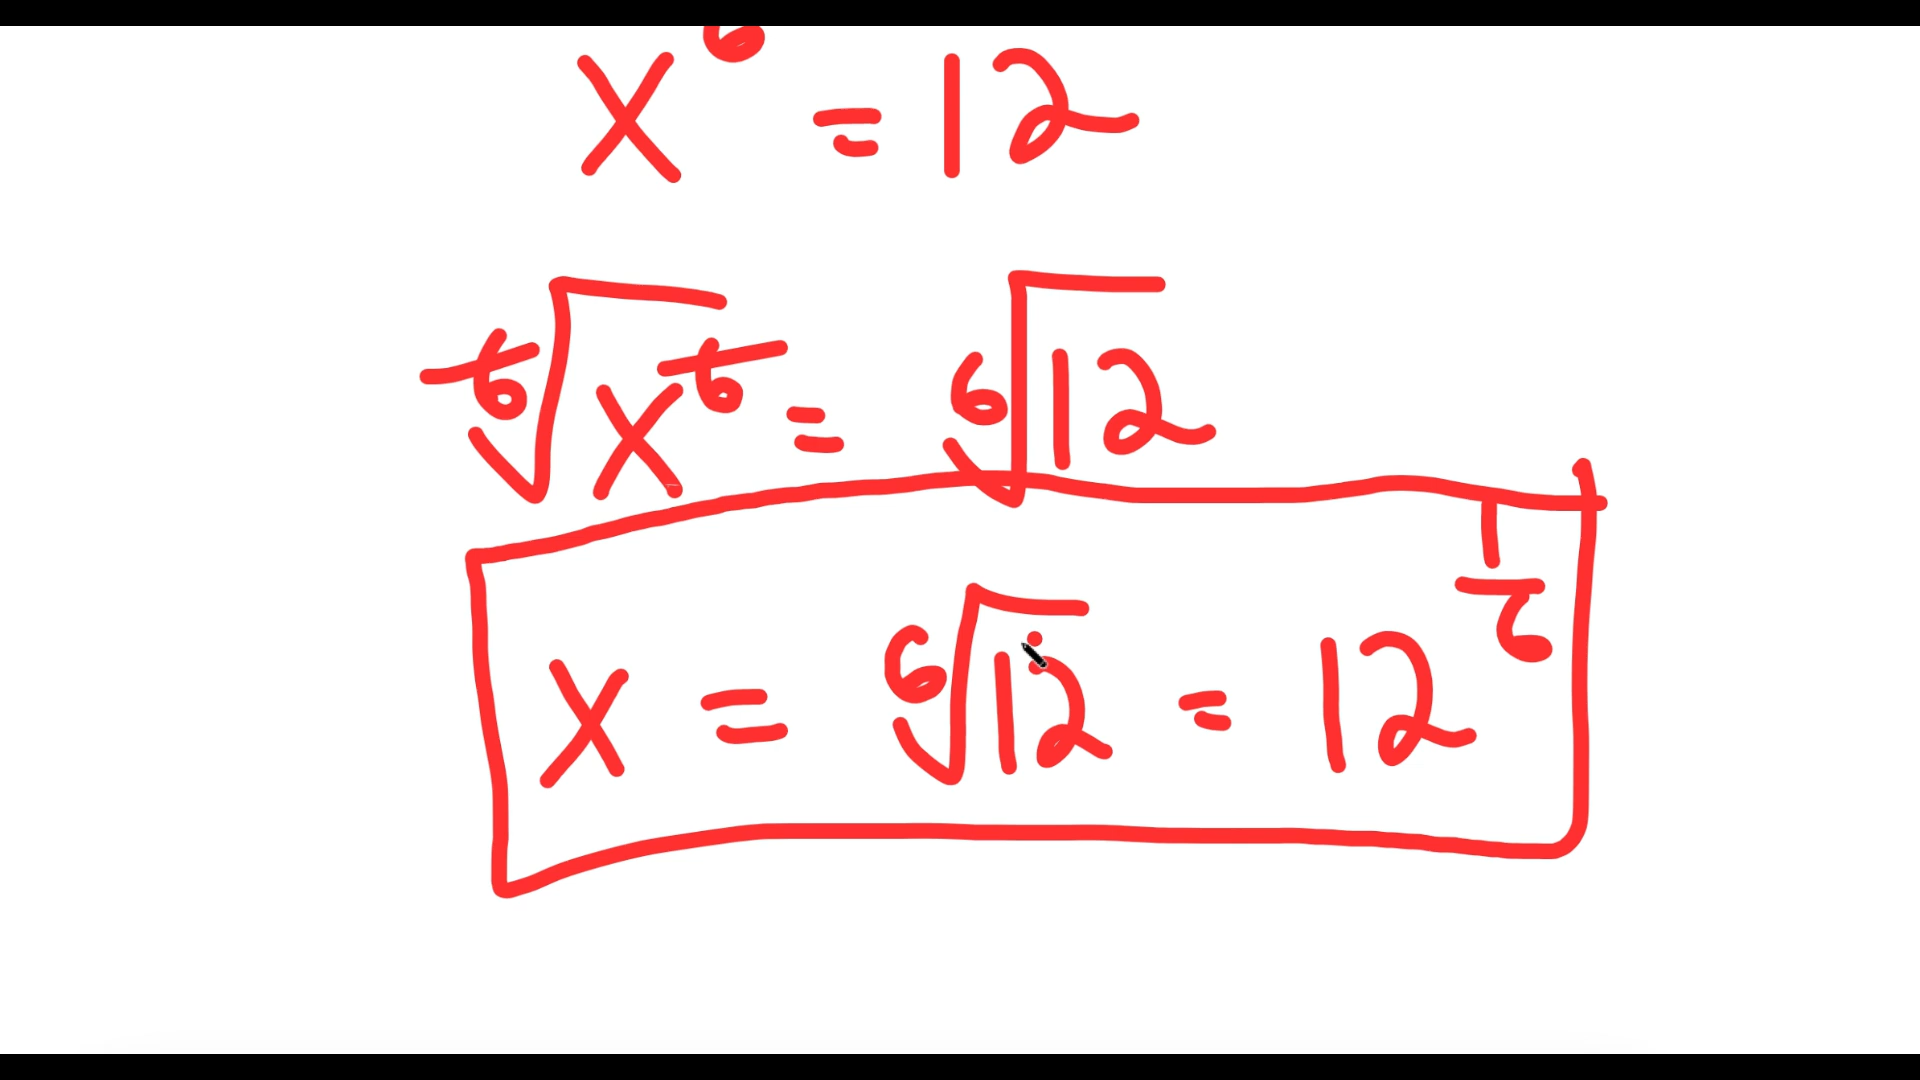 x⁶ = 12
⁶√x⁶ = ⁶√12
x = ⁶√12 = 12^(1/6)